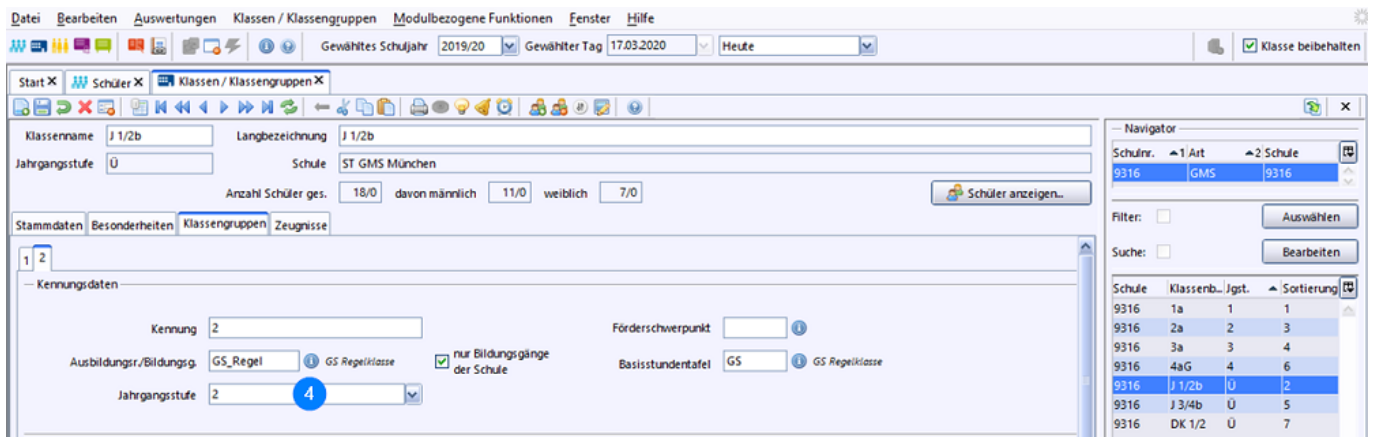 Datei Bearbeiten Auswertungen Klassen / Klassengruppen Modulbezogene Funktionen Fenster Hilfe
Gewähltes Schuljahr 2019/20 Gewählter Tag 17.03.2020 Heute Klasse beibehalten
Start X Schüler X Klassen / Klassengruppen X
Klassenname J 1/2b Langbezeichnung J 1/2b
Jahrgangsstufe Ü Schule ST GMS München
Anzahl Schüler ges. 18/0 davon männlich 11/0 weiblich 7/0 Schüler anzeigen...
Stammdaten Besonderheiten Klassengruppen Zeugnisse
1 2
Kennungsdaten
Kennung 2 Förderschwerpunkt
Ausbildungsr./Bildungsg. GS_Regel GS Regelklasse nur Bildungsgänge der Schule Basisstundentafel GS GS Regelklasse
Jahrgangsstufe 2 4
Navigator
Schulnr. 1 Art 2 Schule
9316 GMS 9316
Filter: Auswählen
Suche: Bearbeiten
Schule Klassenb... Jgst. Sortierung
9316 1a 1 1
9316 2a 2 3
9316 3a 3 4
9316 4aG 4 6
9316 J 1/2b Ü 2
9316 J 3/4b Ü 5
9316 DK 1/2 Ü 7